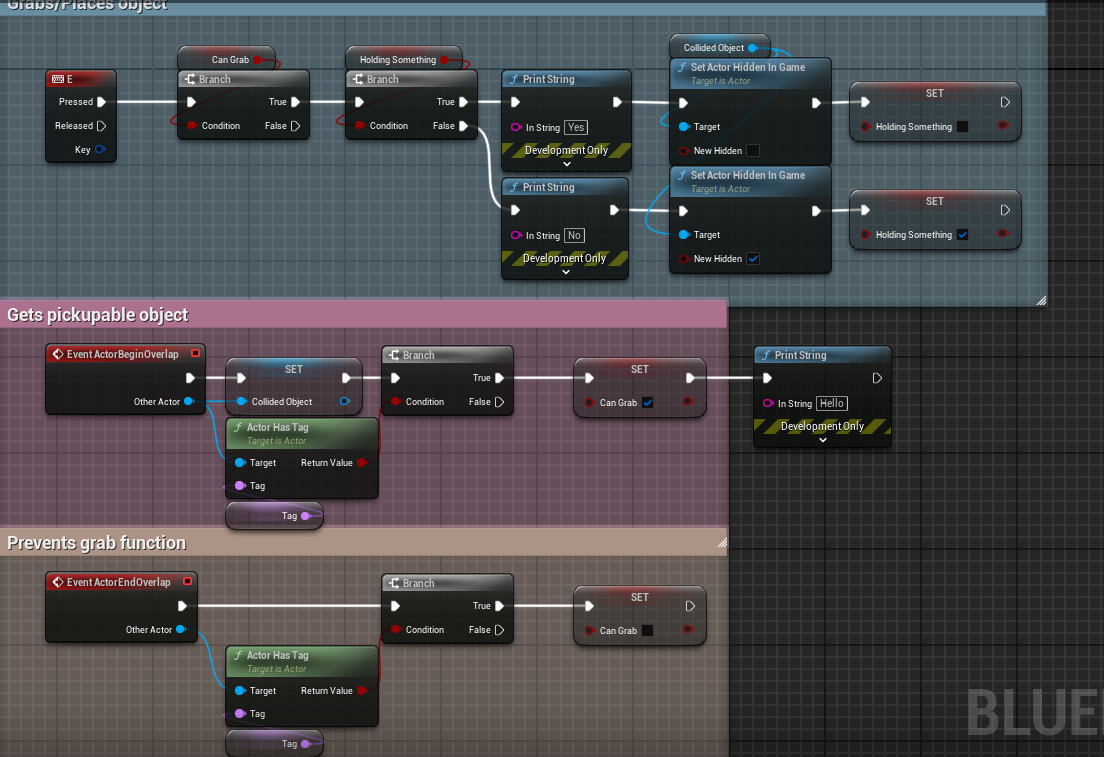 Grabs/Places object
Can Grab
Holding Something
Collided Object
E
Branch
Branch
Print String
Set Actor Hidden In Game
Target is Actor
SET
Pressed
True
True
Released
Condition
False
Condition
False
In String Yes
Target
Holding Something
Key
Development Only
New Hidden
Print String
Set Actor Hidden In Game
Target is Actor
SET
In String No
Target
Holding Something
Development Only
New Hidden
Gets pickupable object
Event ActorBeginOverlap
Branch
Print String
SET
SET
True
Other Actor
Collided Object
Condition
False
Can Grab
In String Hello
Actor Has Tag
Target is Actor
Development Only
Target
Return Value
Tag
Tag
Prevents grab function
Event ActorEndOverlap
Branch
SET
True
Other Actor
Condition
False
Can Grab
Actor Has Tag
Target is Actor
Target
Return Value
Tag
Tag